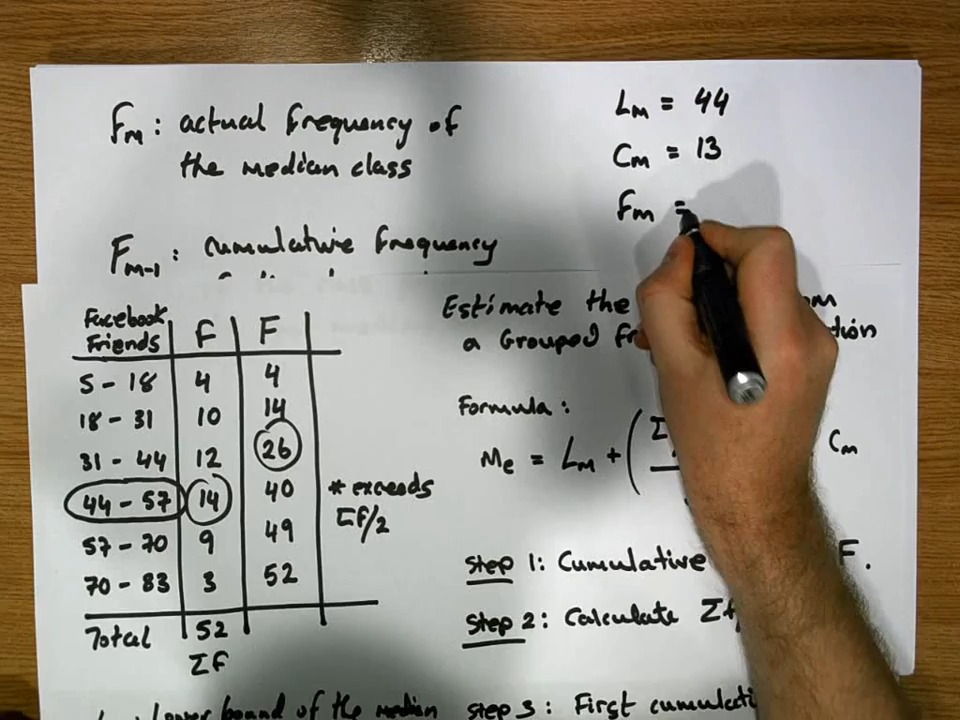 fm : actual frequency of
the median class
Fm-1 : cumulative frequency
Lm = 44
Cm = 13
fm =
Facebook Friends F F
5 - 18 4 4
18 - 31 10 14
31 - 44 12 26
44 - 57 14 40 * exceeds Σf/2
57 - 70 9 49
70 - 83 3 52
Total 52
Σf
Estimate the
a Grouped
Formula :
Me = Lm + ( Cm
Step 1: Cumulative F.
Step 2: Calculate Σf
Lower bound of the median
Step 3: First